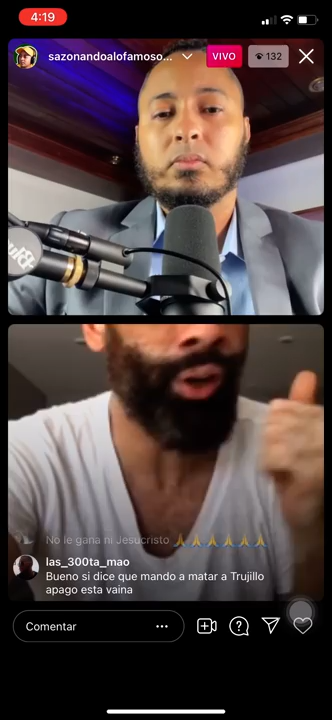 4:19
sazonandoalofamoso...
VIVO
132
No le gana ni Jesucristo 🙏🙏🙏🙏🙏🙏
las_300ta_mao
Bueno si dice que mando a matar a Trujillo
apago esta vaina
Comentar